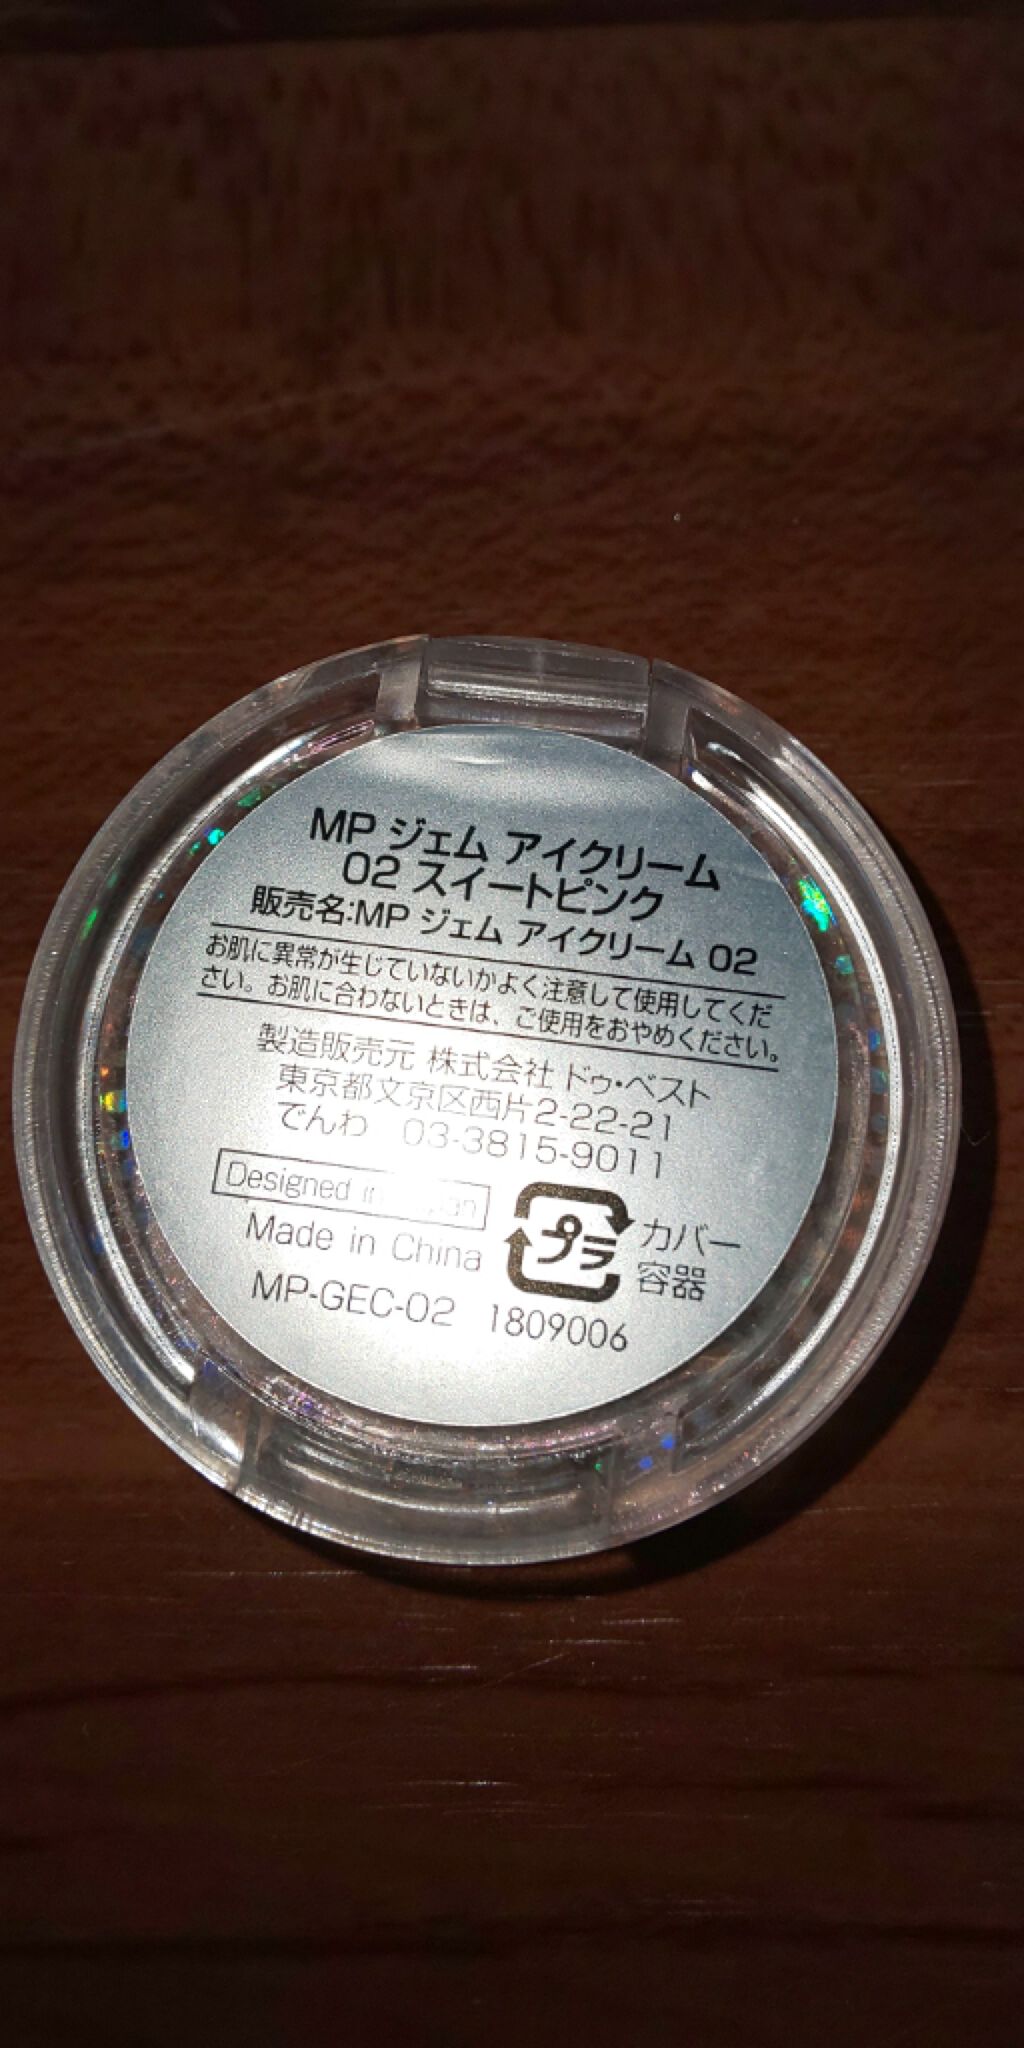 MP ジェム アイクリーム
02 スイートピンク
販売名:MP ジェム アイクリーム 02
お肌に異常が生じていないかよく注意して使用してくだ
さい。お肌に合わないときは、ご使用をおやめください。
製造販売元 株式会社 ドゥ・ベスト
東京都文京区西片2-22-21
でんわ 03-3815-9011
Designed in
Made in China
プラ
カバー
容器
MP-GEC-02 1809006